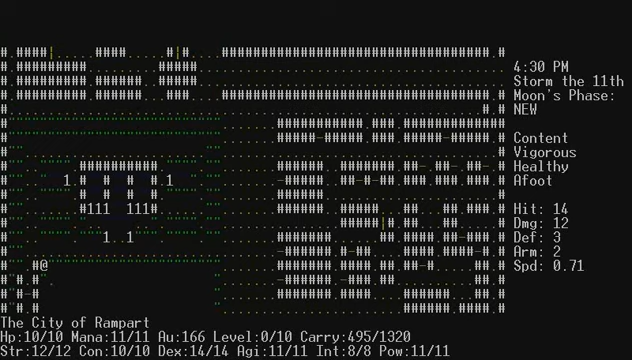 4:30 PM
Storm the 11th
Moon's Phase:
NEW
Content
Vigorous
Healthy
Afoot
Hit: 14
Dmg: 12
Def: 3
Arm: 2
Spd: 0.71
The City of Rampart
Hp:10/10 Mana:11/11 Au:166 Level:0/10 Carry:495/1320
Str:12/12 Con:10/10 Dex:14/14 Agi:11/11 Int:8/8 Pow:11/11